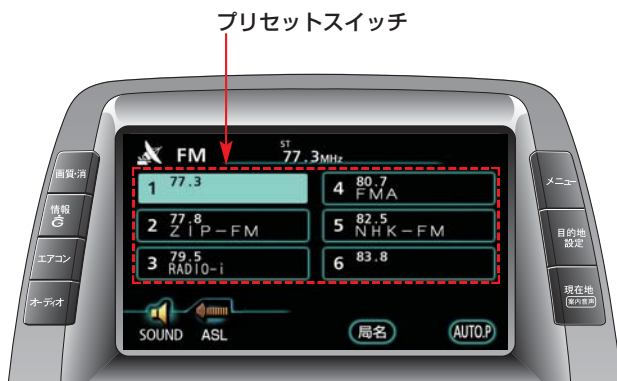 プリセットスイッチ
FM
ST
77.3MHz
1 77.3
2 77.8 ZIP-FM
3 79.5 RADIO-i
4 80.7 FMA
5 82.5 NHK-FM
6 83.8
SOUND
ASL
局名
AUTO.P
画質・消
情報
G
エアコン
オーディオ
メニュー
目的地
設定
現在地
案内音声